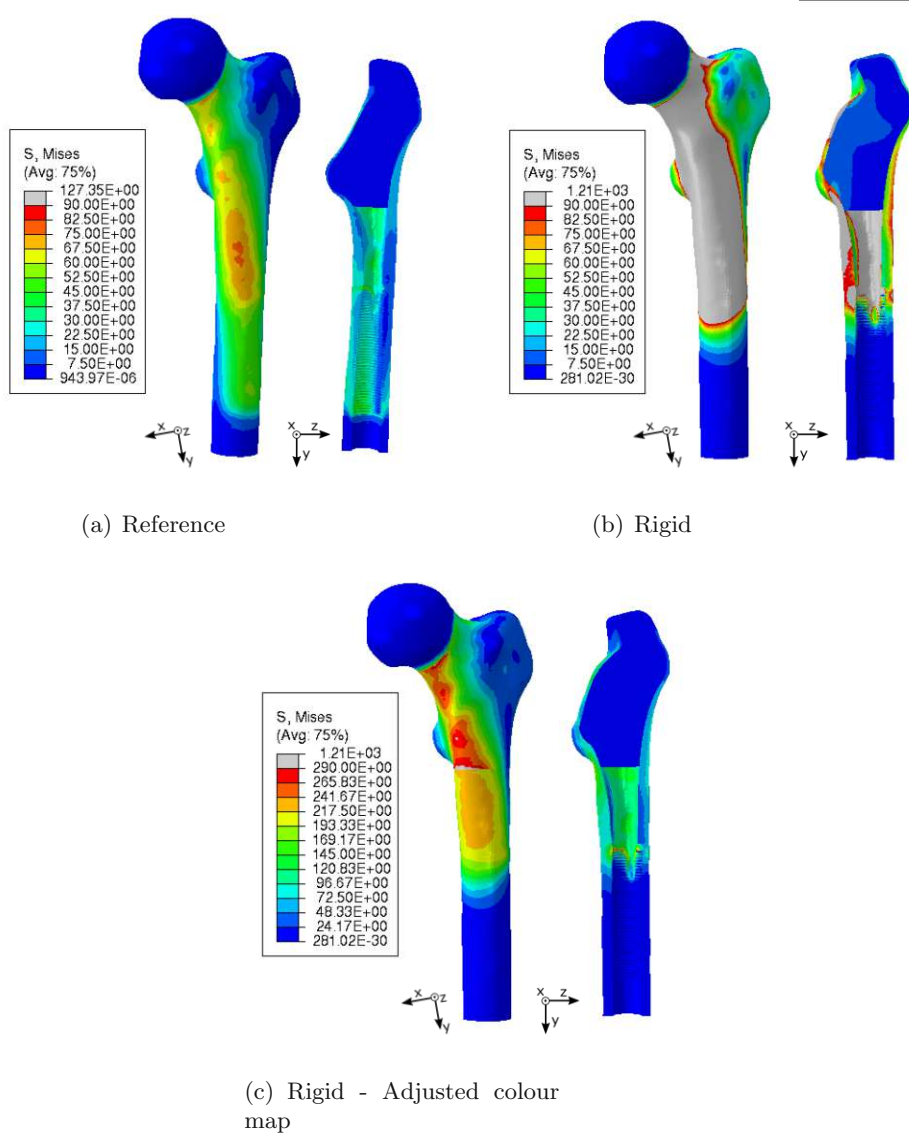 S, Mises
(Avg: 75%)
127.35E+00
90.00E+00
82.50E+00
75.00E+00
67.50E+00
60.00E+00
52.50E+00
45.00E+00
37.50E+00
30.00E+00
22.50E+00
15.00E+00
7.50E+00
943.97E-06
x
z
y
x
z
y
(a) Reference
S, Mises
(Avg: 75%)
1.21E+03
90.00E+00
82.50E+00
75.00E+00
67.50E+00
60.00E+00
52.50E+00
45.00E+00
37.50E+00
30.00E+00
22.50E+00
15.00E+00
7.50E+00
281.02E-30
x
z
y
x
z
y
(b) Rigid
S, Mises
(Avg: 75%)
1.21E+03
290.00E+00
265.83E+00
241.67E+00
217.50E+00
193.33E+00
169.17E+00
145.00E+00
120.83E+00
96.67E+00
72.50E+00
48.33E+00
24.17E+00
281.02E-30
x
z
y
x
z
y
(c) Rigid - Adjusted colour
map